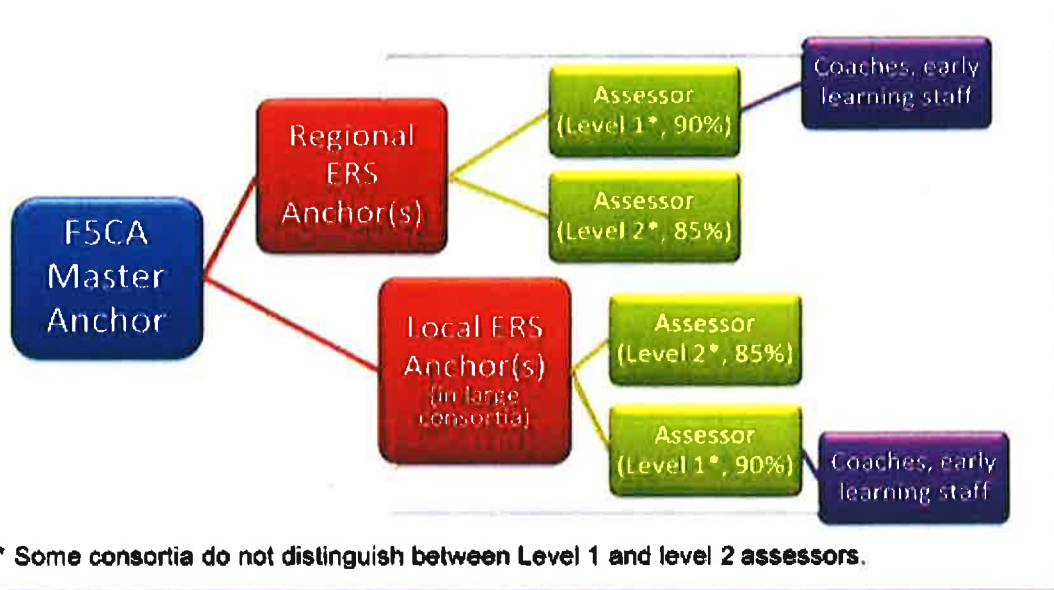 F5CA
Master
Anchor
Regional
ERS
Anchor(s)
Assessor
(Level 1*, 90%)
Coaches, early
learning staff
Assessor
(Level 2*, 85%)
Local ERS
Anchor(s)
(in large
consortia)
Assessor
(Level 2*, 85%)
Assessor
(Level 1*, 90%)
Coaches, early
learning staff
* Some consortia do not distinguish between Level 1 and level 2 assessors.